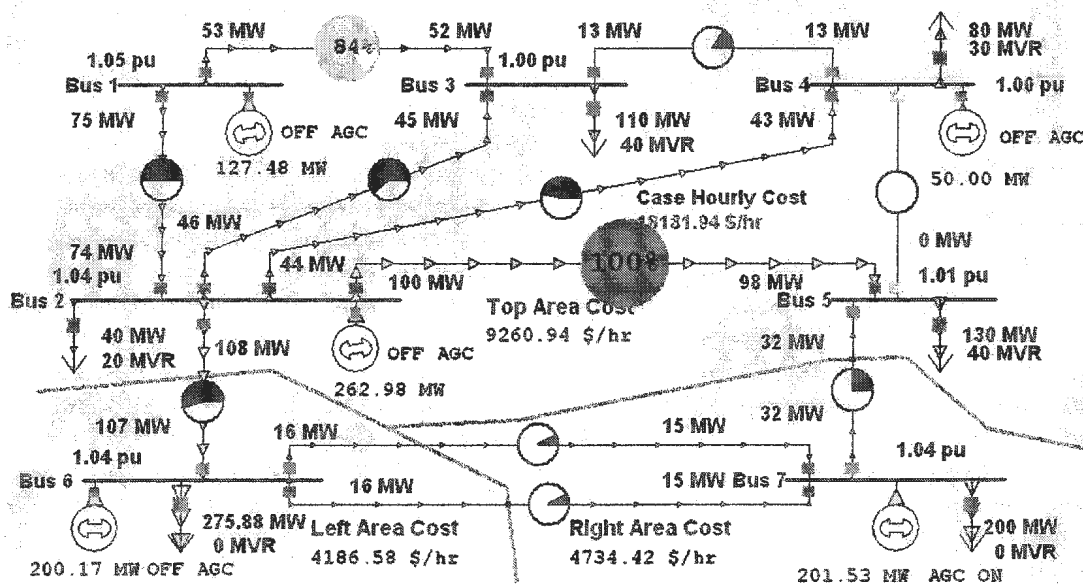 53 MW
84%
52 MW
13 MW
13 MW
80 MW
30 MVR
1.05 pu
1.00 pu
Bus 1
Bus 3
Bus 4
1.00 pu
75 MW
OFF AGC
45 MW
110 MW
40 MVR
43 MW
OFF AGC
127.48 MW
50.00 MW
Case Hourly Cost
18181.94 $/hr
46 MW
74 MW
44 MW
100%
0 MW
1.04 pu
100 MW
98 MW
1.01 pu
Bus 2
Bus 5
Top Area Cost
9260.94 $/hr
40 MW
20 MVR
108 MW
OFF AGC
32 MW
130 MW
40 MVR
262.98 MW
107 MW
16 MW
15 MW
32 MW
1.04 pu
1.04 pu
Bus 6
16 MW
15 MW
Bus 7
275.88 MW
0 MVR
Left Area Cost
4186.58 $/hr
Right Area Cost
4734.42 $/hr
200 MW
0 MVR
200.17 MW OFF AGC
201.53 MW AGC ON